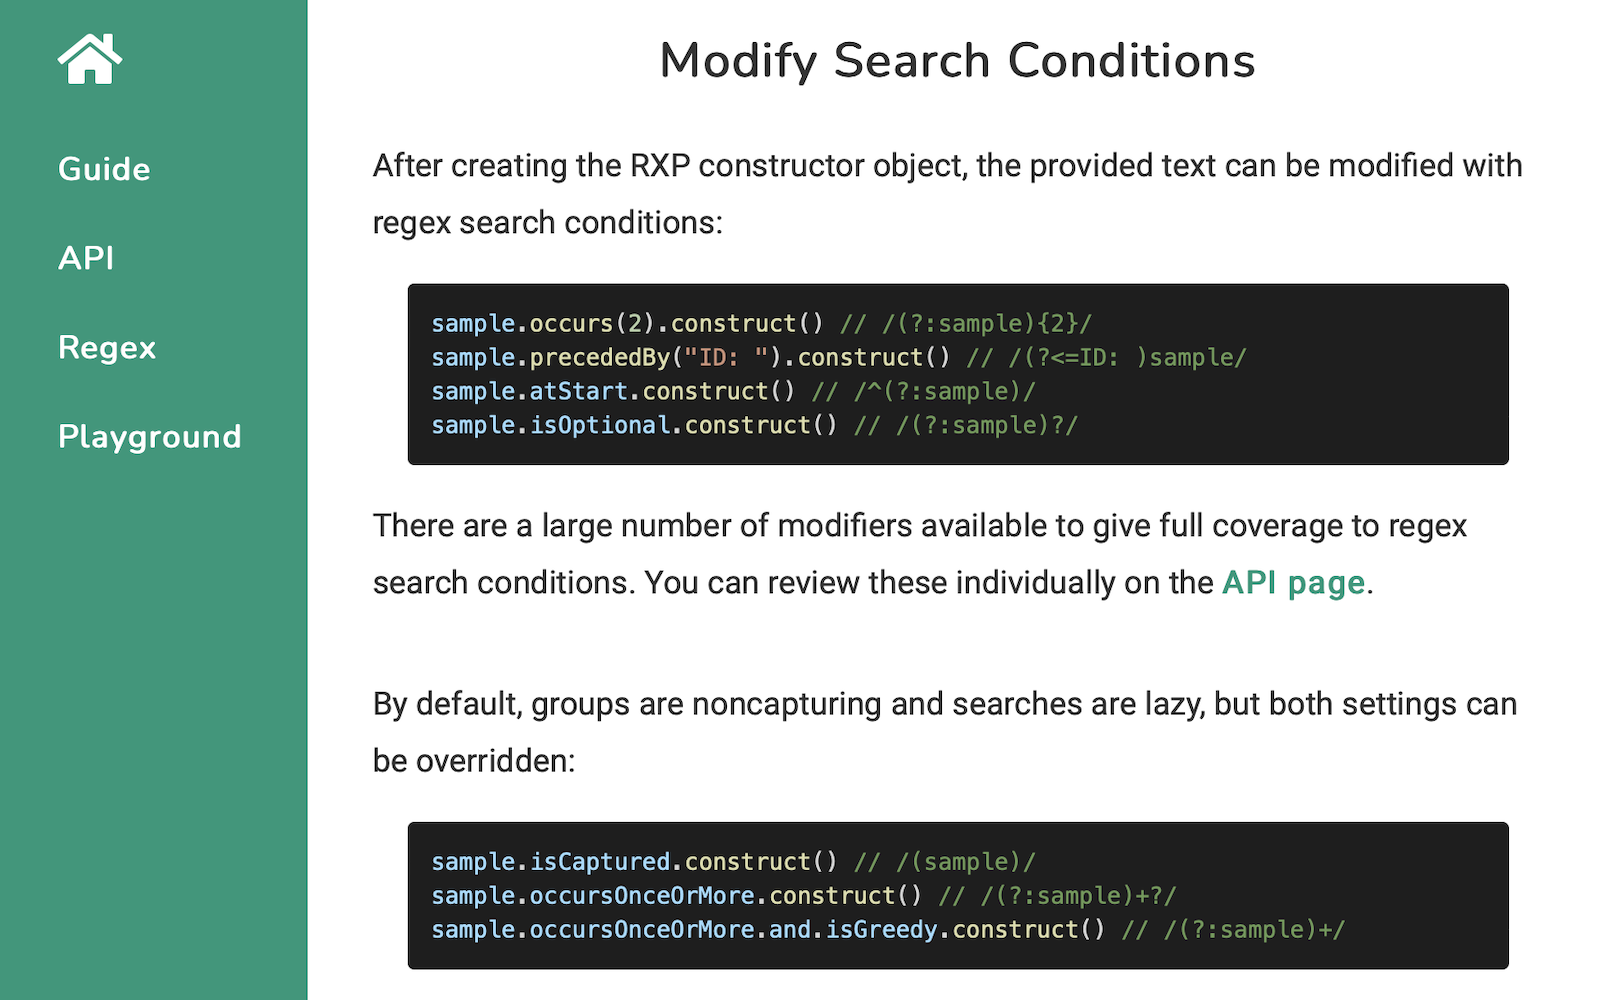 Guide
API
Regex
Playground
Modify Search Conditions
After creating the RXP constructor object, the provided text can be modified with
regex search conditions:
sample.occurs(2).construct() // /(?:sample){2}/
sample.precededBy("ID: ").construct() // /(?<=ID: )sample/
sample.atStart.construct() // /^(?:sample)/
sample.isOptional.construct() // /(?:sample)?/
There are a large number of modifiers available to give full coverage to regex
search conditions. You can review these individually on the API page.
By default, groups are noncapturing and searches are lazy, but both settings can
be overridden:
sample.isCaptured.construct() // /(sample)/
sample.occursOnceOrMore.construct() // /(?:sample)+?/
sample.occursOnceOrMore.and.isGreedy.construct() // /(?:sample)+/